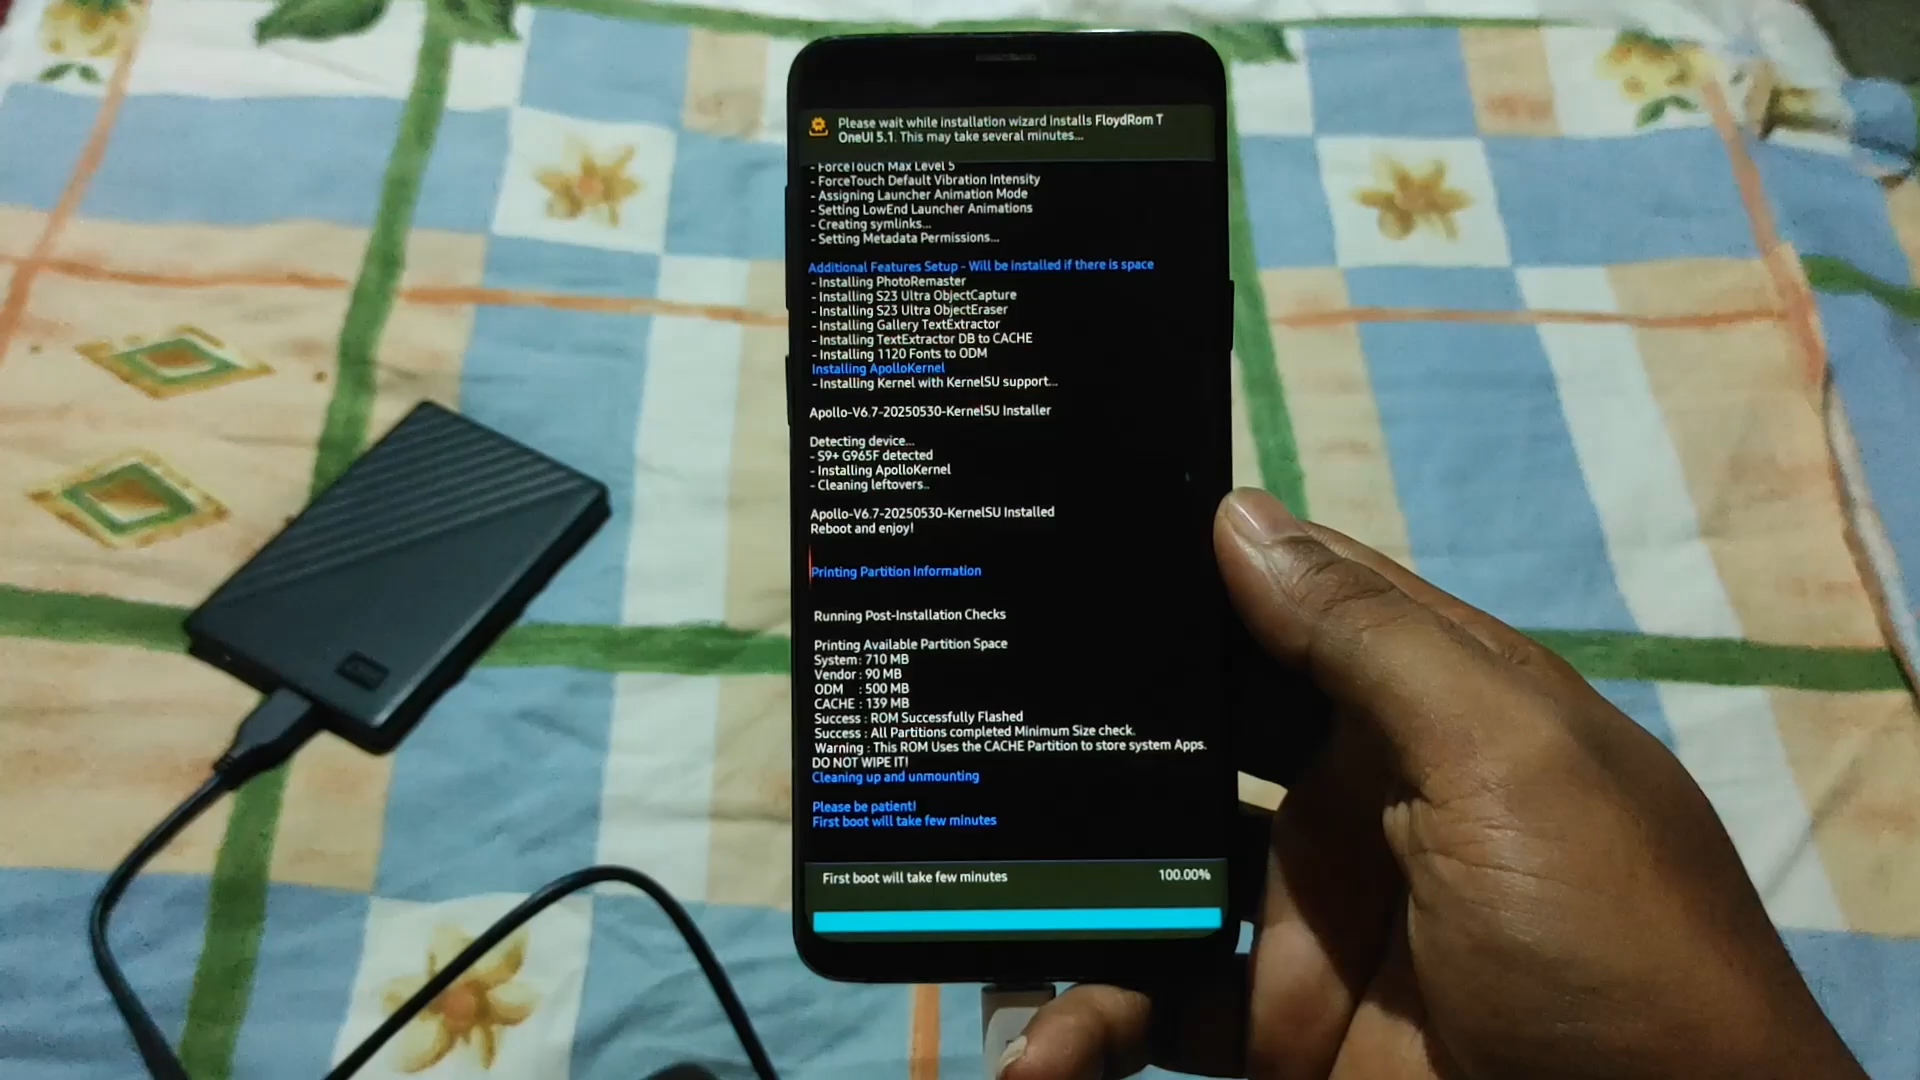 Please wait while installation wizard installs FloydRom T
OneUI 5.1. This may take several minutes...
- ForceTouch Max Level 5
- ForceTouch Default Vibration Intensity
- Assigning Launcher Animation Mode
- Setting LowEnd Launcher Animations
- Creating symlinks...
- Setting Metadata Permissions...
Additional Features Setup - Will be installed if there is space
- Installing PhotoRemaster
- Installing S23 Ultra ObjectCapture
- Installing S23 Ultra ObjectEraser
- Installing Gallery TextExtractor
- Installing TextExtractor DB to CACHE
- Installing 1120 Fonts to ODM
Installing ApolloKernel
- Installing Kernel with KernelSU support...
Apollo-V6.7-20250530-KernelSU Installer
Detecting device...
- S9+ G965F detected
- Installing ApolloKernel
- Cleaning leftovers..
Apollo-V6.7-20250530-KernelSU Installed
Reboot and enjoy!
Printing Partition Information
Running Post-Installation Checks
Printing Available Partition Space
System : 710 MB
Vendor : 90 MB
ODM : 500 MB
CACHE : 139 MB
Success : ROM Successfully Flashed
Success : All Partitions completed Minimum Size check.
Warning : This ROM Uses the CACHE Partition to store system Apps.
DO NOT WIPE IT!
Cleaning up and unmounting
Please be patient!
First boot will take few minutes
First boot will take few minutes 100.00%